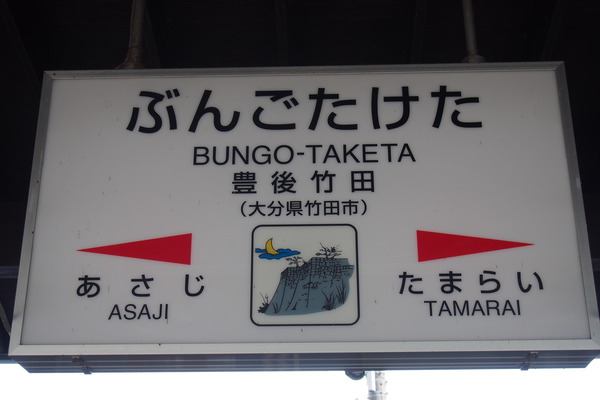 ぶんごたけた
BUNGO-TAKETA
豊後竹田
(大分県竹田市)
あさじ
ASAJI
たまらい
TAMARAI